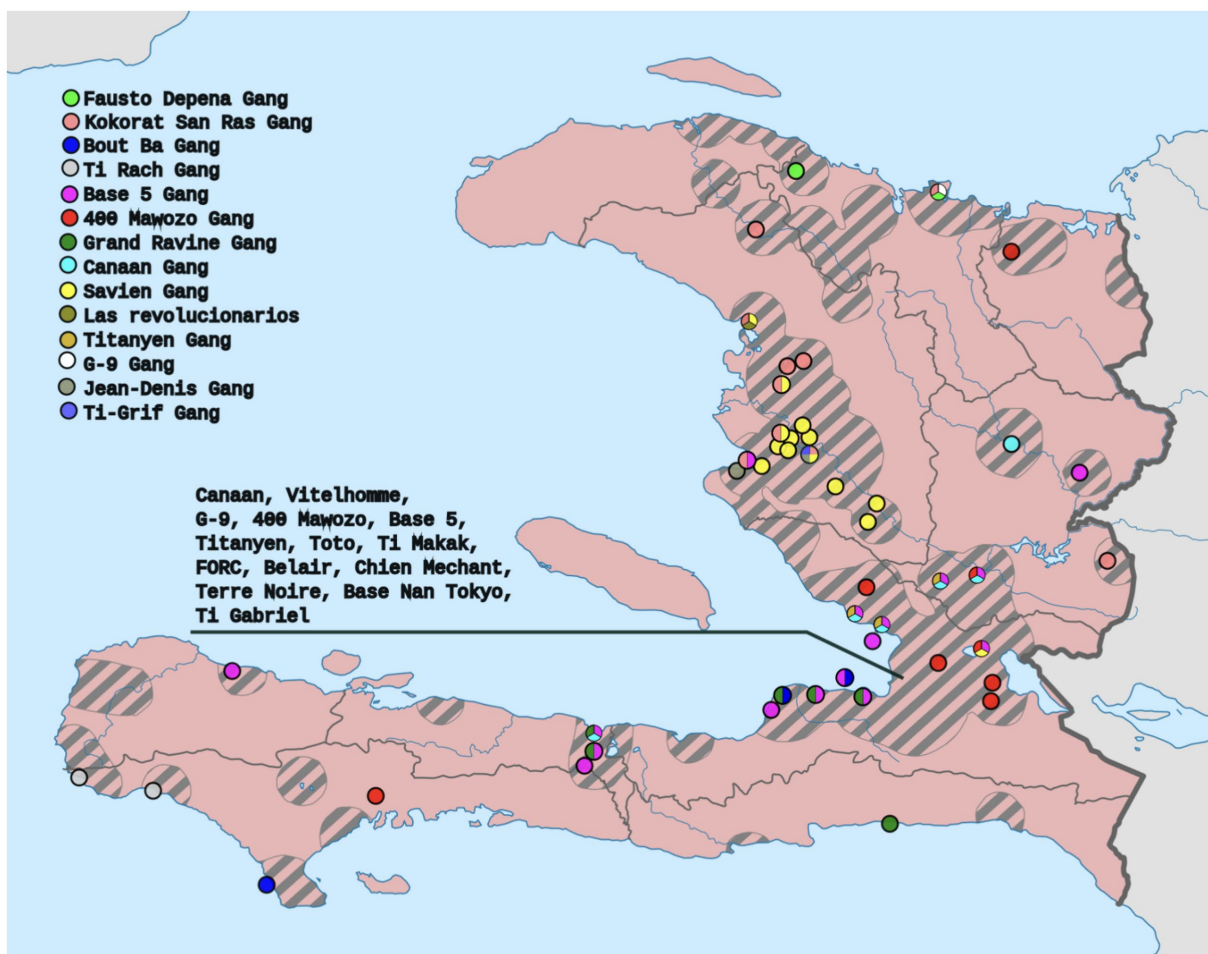 Fausto Depena Gang
Kokorat San Ras Gang
Bout Ba Gang
Ti Rach Gang
Base 5 Gang
400 Mawozo Gang
Grand Ravine Gang
Canaan Gang
Savien Gang
Las revolucionarios
Titanyen Gang
G-9 Gang
Jean-Denis Gang
Ti-Grif Gang
Canaan, Vitelhomme,
G-9, 400 Mawozo, Base 5,
Titanyen, Toto, Ti Makak,
FORC, Belair, Chien Mechant,
Terre Noire, Base Nan Tokyo,
Ti Gabriel